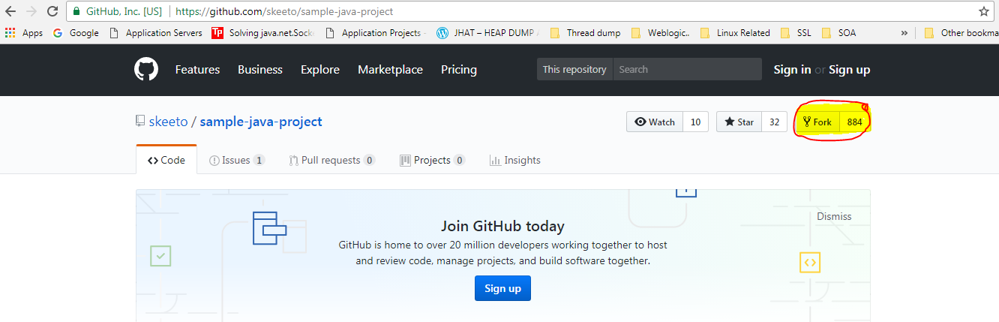 GitHub, Inc. [US] https://github.com/skeeto/sample-java-project
Apps Google Application Servers Solving java.net.Sock Application Projects - JHAT – HEAP DUMP Thread dump Weblogic.. Linux Related SSL SOA » Other bookma
Features Business Explore Marketplace Pricing This repository Search Sign in or Sign up
skeeto / sample-java-project Watch 10 Star 32 Fork 884
Code Issues 1 Pull requests 0 Projects 0 Insights
Join GitHub today
Dismiss
GitHub is home to over 20 million developers working together to host
and review code, manage projects, and build software together.
Sign up